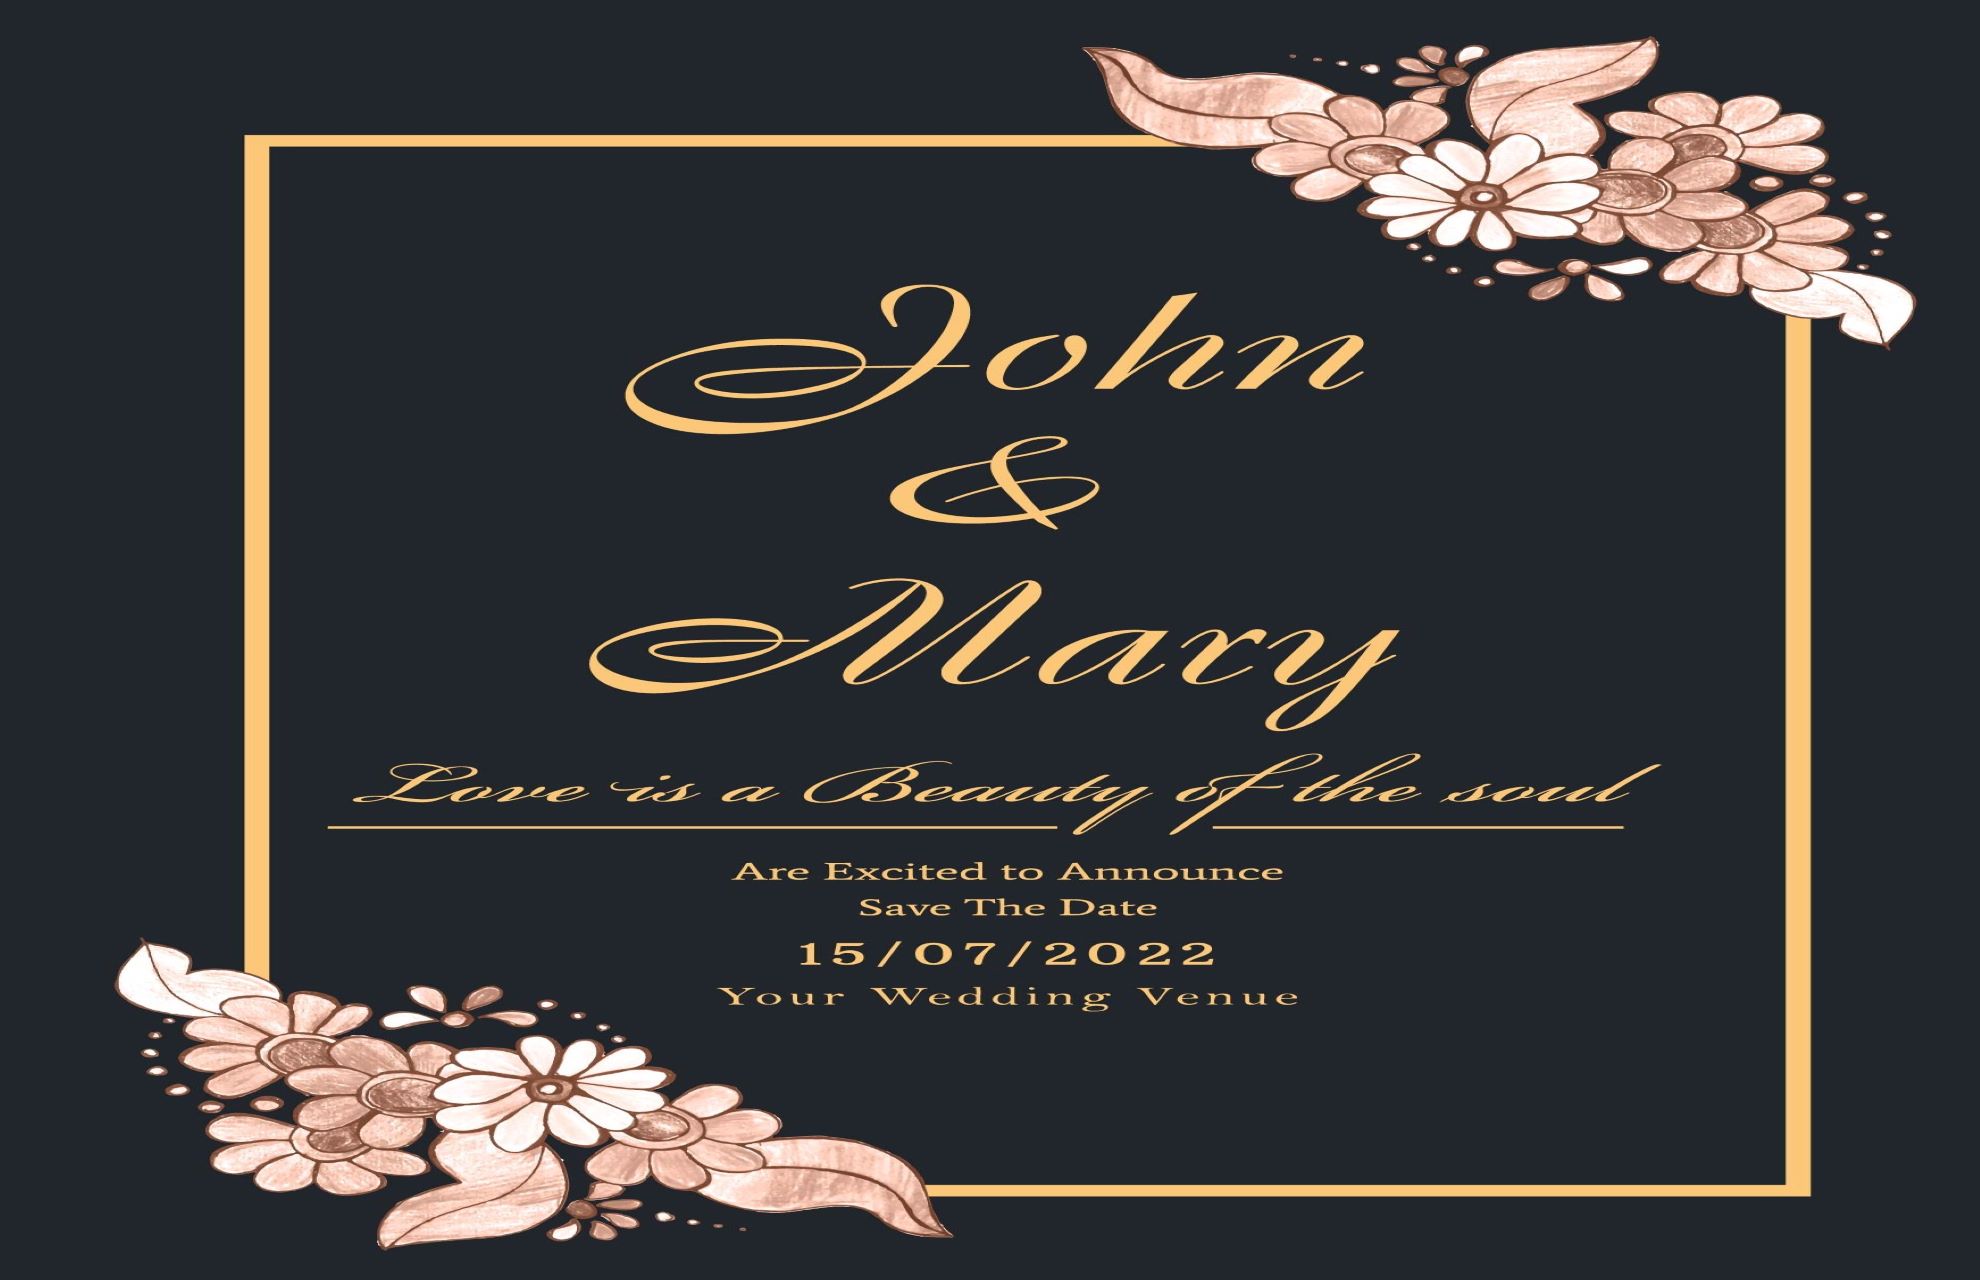 John
&
Mary
Love is a Beauty of the soul
Are Excited to Announce
Save The Date
15/07/2022
Your Wedding Venue